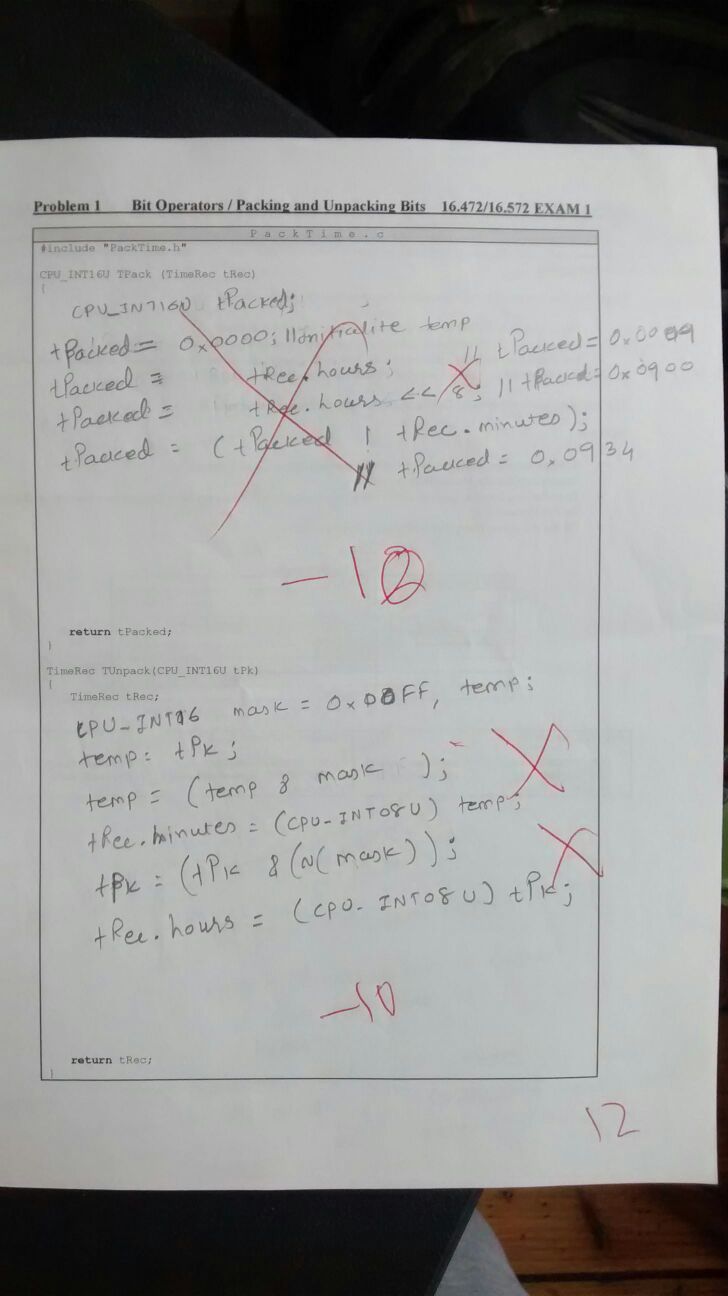 Problem 1 Bit Operators / Packing and Unpacking Bits 16.472/16.572 EXAM 1
PackTime.c
#include "PackTime.h"
CPU_INT16U TPack (TimeRec tRec)
{
CPU_INT16U tPacked;
tPacked = 0x0000; //Initialite temp
tPacked = tRec.hours; // tPacked = 0x0009
tPacked = tRec.hours << 8; // tPacked = 0x0900
tPacked = (tPacked | tRec.minutes);
// tPacked = 0x0934
-12
return tPacked;
}
TimeRec TUnpack(CPU_INT16U tPk)
{
TimeRec tRec;
CPU_INT16 mask = 0x00FF, temp;
temp = tPk;
temp = (temp & mask );
tRec.minutes = (CPU_INT08U) temp;
tPk = (tPk & (~(mask));
tRec.hours = (CPU_INT08U) tPk;
-10
return tRec;
}
12